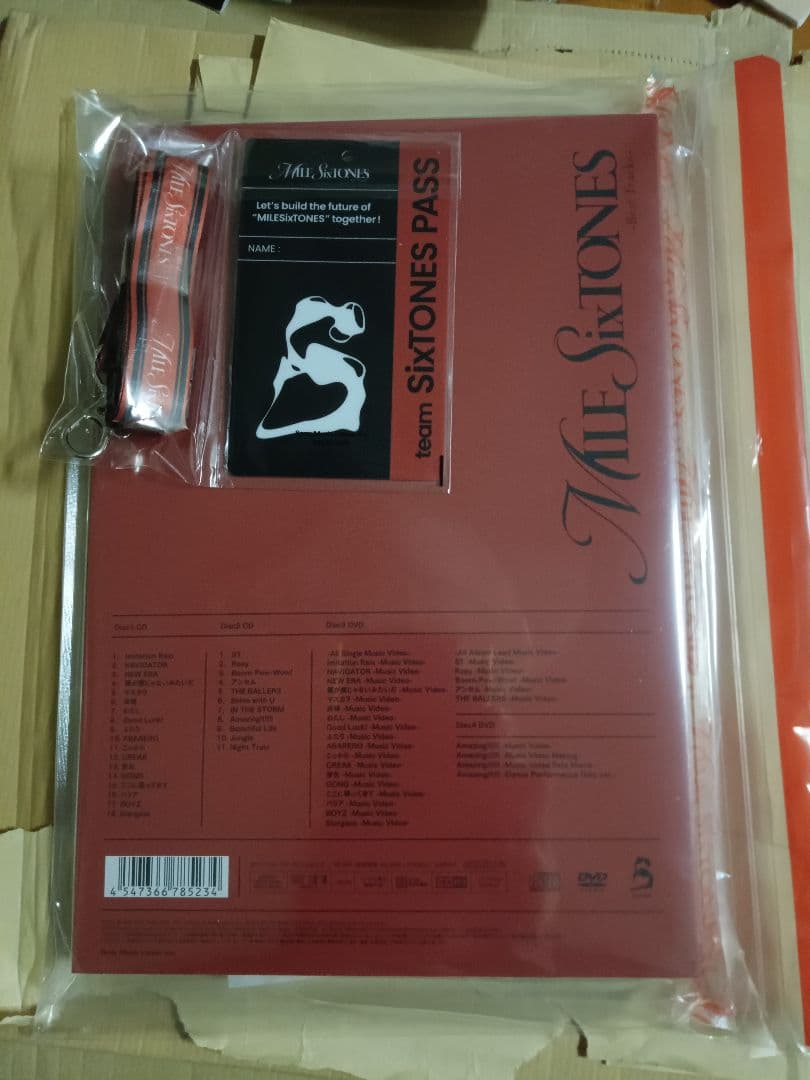 MILE SixTONES
MILE SixTONES
MILE SixTONES
Let's build the future of
"MILESixTONES" together!
NAME :
team SixTONES PASS
MILE SixTONES
-Best Tracks-
Disc1 CD
1. Imitation Rain
2. NAVIGATOR
3. NEW ERA
4. 僕が僕じゃないみたいだ
5. マスカラ
6. 共鳴
7. わたし
8. Good Luck!
9. ふたり
10. ABARERO
11. こっから
12. CREAK
13. 音色
14. GONG
15. ここに帰ってきて
16. バリア
17. BOYZ
18. Stargaze
Disc2 CD
1. ST
2. Rosy
3. Boom-Pow-Wow!
4. アンセム
5. THE BALLERS
6. Shine with U
7. IN THE STORM
8. Amazing!!!!!!
9. Beautiful Life
10. Jungle
11. Night Train
Disc3 DVD
-All Single Music Video-
Imitation Rain -Music Video-
NAVIGATOR -Music Video-
NEW ERA -Music Video-
僕が僕じゃないみたいだ -Music Video-
マスカラ -Music Video-
共鳴 -Music Video-
わたし -Music Video-
Good Luck! -Music Video-
ふたり -Music Video-
ABARERO -Music Video-
こっから -Music Video-
CREAK -Music Video-
音色 -Music Video-
GONG -Music Video-
ここに帰ってきて -Music Video-
バリア -Music Video-
BOYZ -Music Video-
Stargaze -Music Video-
-All Album Lead Music Video-
ST -Music Video-
Rosy -Music Video-
Boom-Pow-Wow! -Music Video-
アンセム -Music Video-
THE BALLERS -Music Video-
Disc4 DVD
Amazing!!!!!! -Music Video-
Amazing!!!!!! -Music Video Making-
Amazing!!!!!! -Dance Performance
4 547366 785234
DVD